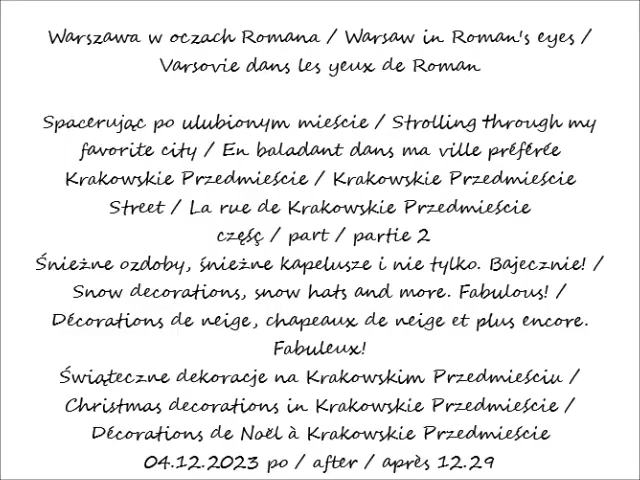 Warszawa w oczach Romana / Warsaw in Roman's eyes /
Varsovie dans les yeux de Roman
Spacerując po ulubionym mieście / Strolling through my
favorite city / En baladant dans ma ville préférée
Krakowskie Przedmieście / Krakowskie Przedmieście
Street / La rue de Krakowskie Przedmieście
częśç / part / partie 2
Śnieżne ozdoby, śnieżne kapelusze i nie tylko. Bajecznie! /
Snow decorations, snow hats and more. Fabulous! /
Décorations de neige, chapeaux de neige et plus encore.
Fabuleux!
Świąteczne dekoracje na Krakowskim Przedmieściu /
Christmas decorations in Krakowskie Przedmieście /
Décorations de Noël à Krakowskie Przedmieście
04.12.2023 po / after / après 12.29